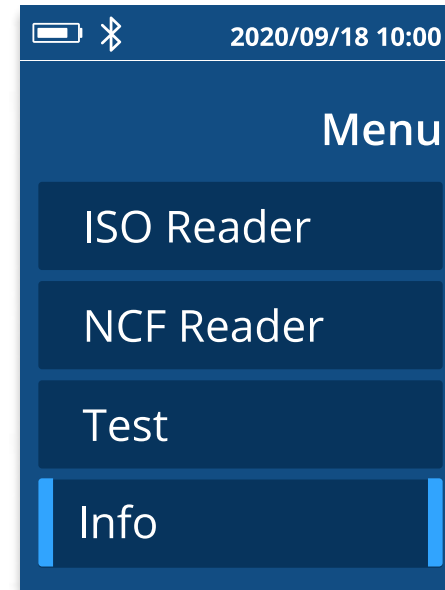 2020/09/18 10:00
Menu
ISO Reader
NCF Reader
Test
Info